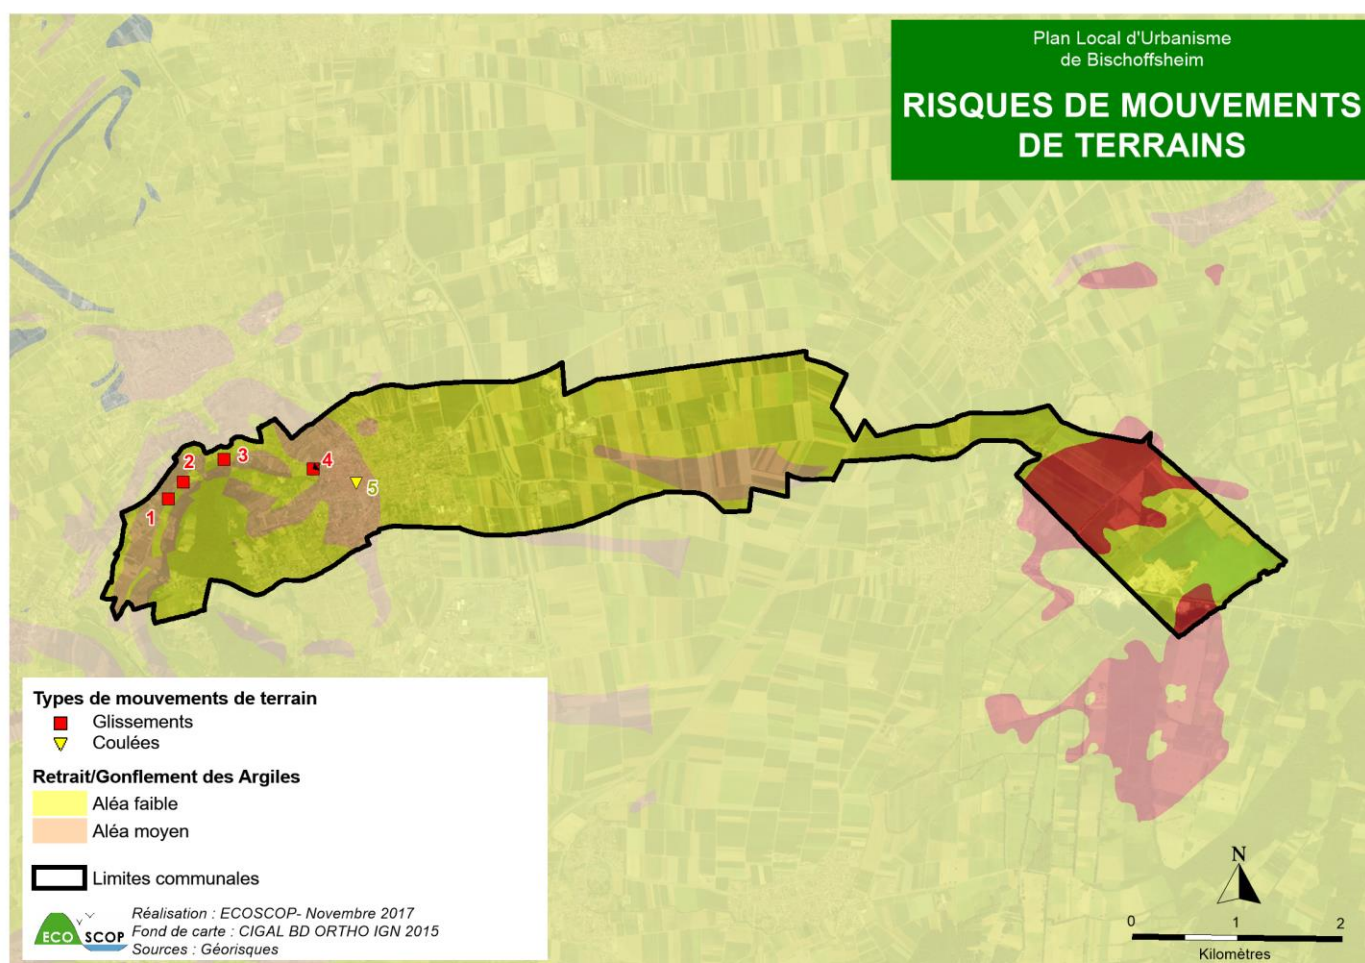 Plan Local d'Urbanisme
de Bischoffsheim
RISQUES DE MOUVEMENTS
DE TERRAINS
1
2
3
4
5
Types de mouvements de terrain
Glissements
Coulées
Retrait/Gonflement des Argiles
Aléa faible
Aléa moyen
Limites communales
ECO SCOP
Réalisation : ECOSCOP- Novembre 2017
Fond de carte : CIGAL BD ORTHO IGN 2015
Sources : Géorisques
N
0 1 2
Kilomètres